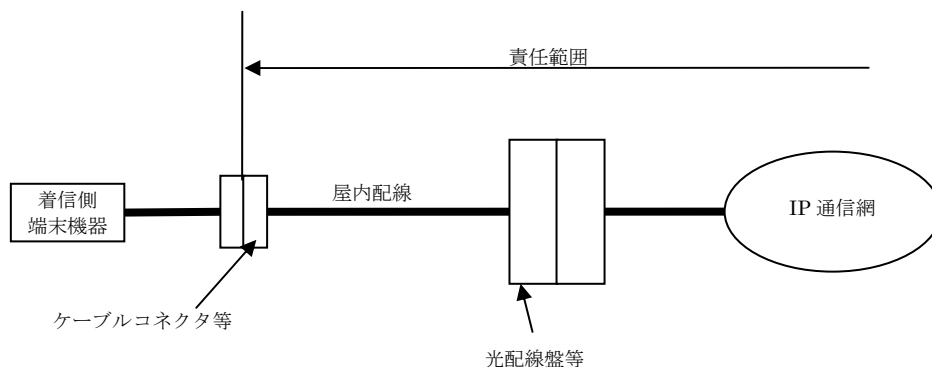 責任範囲
着信側
端末機器
屋内配線
IP 通信網
ケーブルコネクタ等
光配線盤等